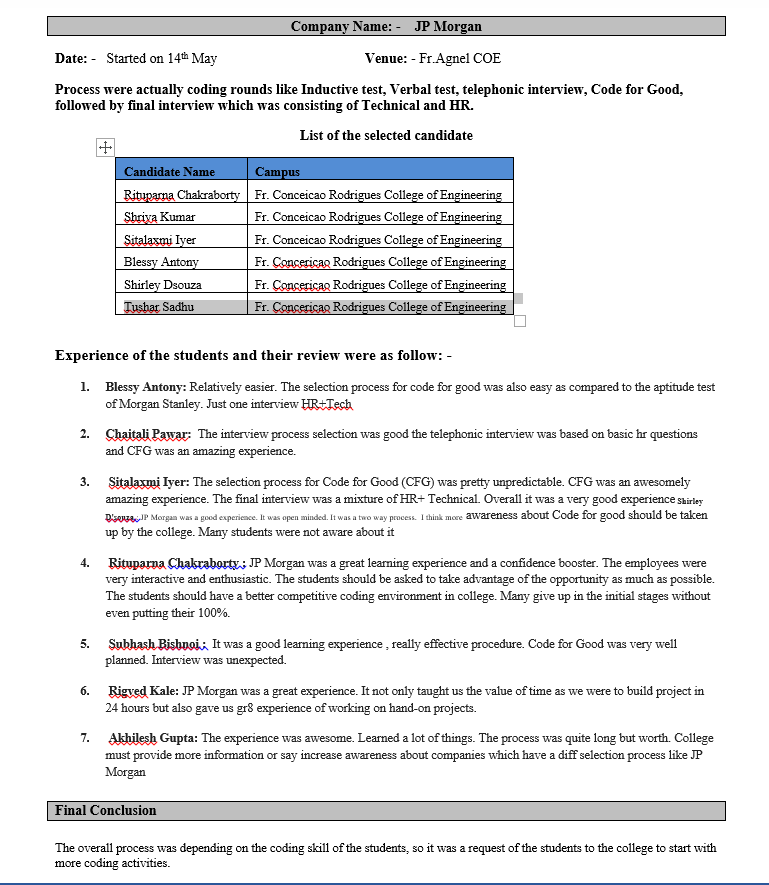 Company Name: - JP Morgan
Date: - Started on 14th May Venue: - Fr.Agnel COE
Process were actually coding rounds like Inductive test, Verbal test, telephonic interview, Code for Good,
followed by final interview which was consisting of Technical and HR.
List of the selected candidate
Candidate Name Campus
Rituparna Chakraborty Fr. Conceicao Rodrigues College of Engineering
Shriya Kumar Fr. Conceicao Rodrigues College of Engineering
Sitalaxmi Iyer Fr. Conceicao Rodrigues College of Engineering
Blessy Antony Fr. Concericao Rodrigues College of Engineering
Shirley Dsouza Fr. Concericao Rodrigues College of Engineering
Tushar Sadhu Fr. Concericao Rodrigues College of Engineering
Experience of the students and their review were as follow: -
1. Blessy Antony: Relatively easier. The selection process for code for good was also easy as compared to the aptitude test
of Morgan Stanley. Just one interview HR+Tech
2. Chaitali Pawar: The interview process selection was good the telephonic interview was based on basic hr questions
and CFG was an amazing experience.
3. Sitalaxmi Iyer: The selection process for Code for Good (CFG) was pretty unpredictable. CFG was an awesomely
amazing experience. The final interview was a mixture of HR+ Technical. Overall it was a very good experience Shirley
D'souza.: JP Morgan was a good experience. It was open minded. It was a two way process. I think more awareness about Code for good should be taken
up by the college. Many students were not aware about it
4. Rituparna Chakraborty.: JP Morgan was a great learning experience and a confidence booster. The employees were
very interactive and enthusiastic. The students should be asked to take advantage of the opportunity as much as possible.
The students should have a better competitive coding environment in college. Many give up in the initial stages without
even putting their 100%.
5. Subhash Bishnoi.: It was a good learning experience , really effective procedure. Code for Good was very well
planned. Interview was unexpected.
6. Rigved Kale: JP Morgan was a great experience. It not only taught us the value of time as we were to build project in
24 hours but also gave us gr8 experience of working on hand-on projects.
7. Akhilesh Gupta: The experience was awesome. Learned a lot of things. The process was quite long but worth. College
must provide more information or say increase awareness about companies which have a diff selection process like JP
Morgan
Final Conclusion
The overall process was depending on the coding skill of the students, so it was a request of the students to the college to start with
more coding activities.